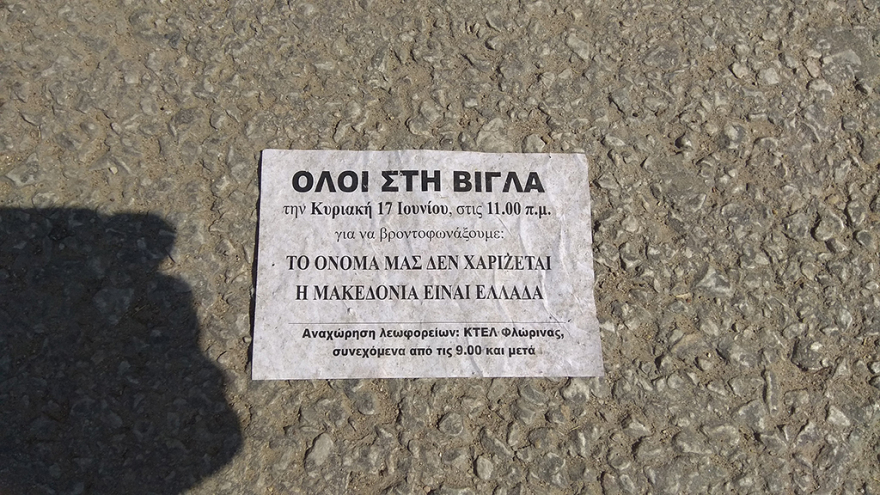 ΟΛΟΙ ΣΤΗ ΒΙΓΛΑ
την Κυριακή 17 Ιουνίου, στις 11.00 π.μ.
για να βροντοφωνάξουμε:
ΤΟ ΟΝΟΜΑ ΜΑΣ ΔΕΝ ΧΑΡΙΖΕΤΑΙ
Η ΜΑΚΕΔΟΝΙΑ ΕΙΝΑΙ ΕΛΛΑΔΑ
Αναχώρηση λεωφορείων: ΚΤΕΛ Φλώρινας,
συνεχόμενα από τις 9.00 και μετά